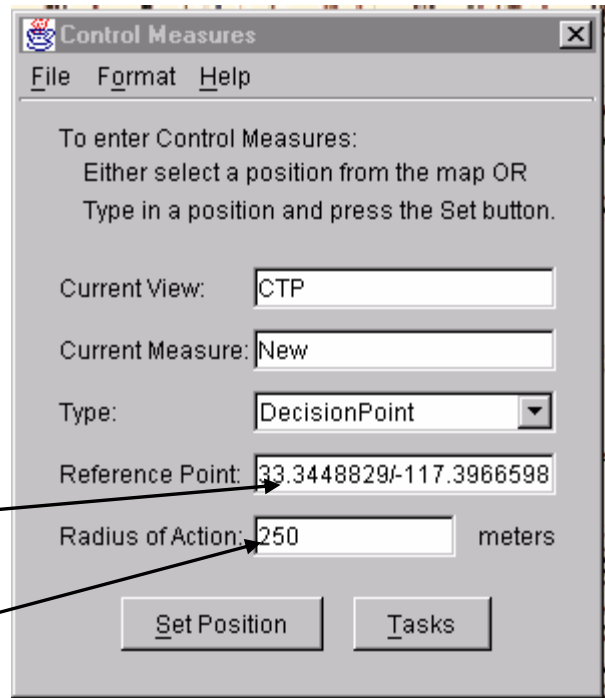 Control Measures
File Format Help
To enter Control Measures:
Either select a position from the map OR
Type in a position and press the Set button.
Current View: CTP
Current Measure: New
Type: DecisionPoint
Reference Point: 33.3448829/-117.3966598
Radius of Action: 250 meters
Set Position Tasks